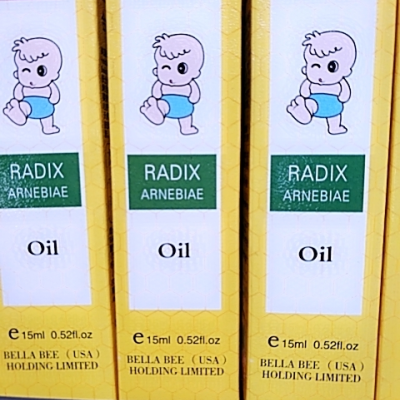 RADIX
ARNEBIAE
Oil
e 15ml 0.52fl.oz
BELLA BEE (USA)
HOLDING LIMITED
RADIX
ARNEBIAE
Oil
e 15ml 0.52fl.oz
BELLA BEE (USA)
HOLDING LIMITED
RADIX
ARNEBIAE
Oil
e 15ml 0.52fl.oz
BELLA BEE (USA)
HOLDING LIMITED